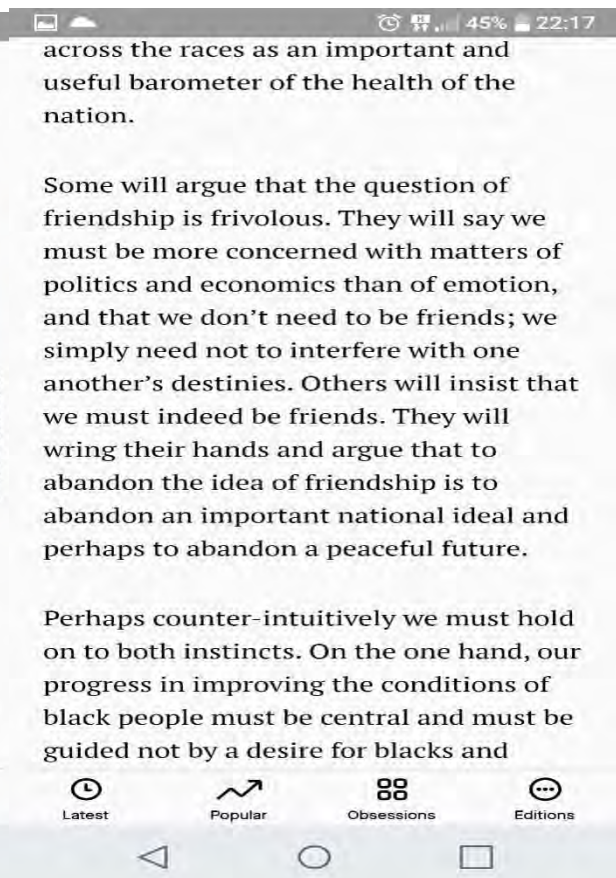 45% 22:17
across the races as an important and
useful barometer of the health of the
nation.
Some will argue that the question of
friendship is frivolous. They will say we
must be more concerned with matters of
politics and economics than of emotion,
and that we don’t need to be friends; we
simply need not to interfere with one
another’s destinies. Others will insist that
we must indeed be friends. They will
wring their hands and argue that to
abandon the idea of friendship is to
abandon an important national ideal and
perhaps to abandon a peaceful future.
Perhaps counter-intuitively we must hold
on to both instincts. On the one hand, our
progress in improving the conditions of
black people must be central and must be
guided not by a desire for blacks and
Latest Popular Obsessions Editions